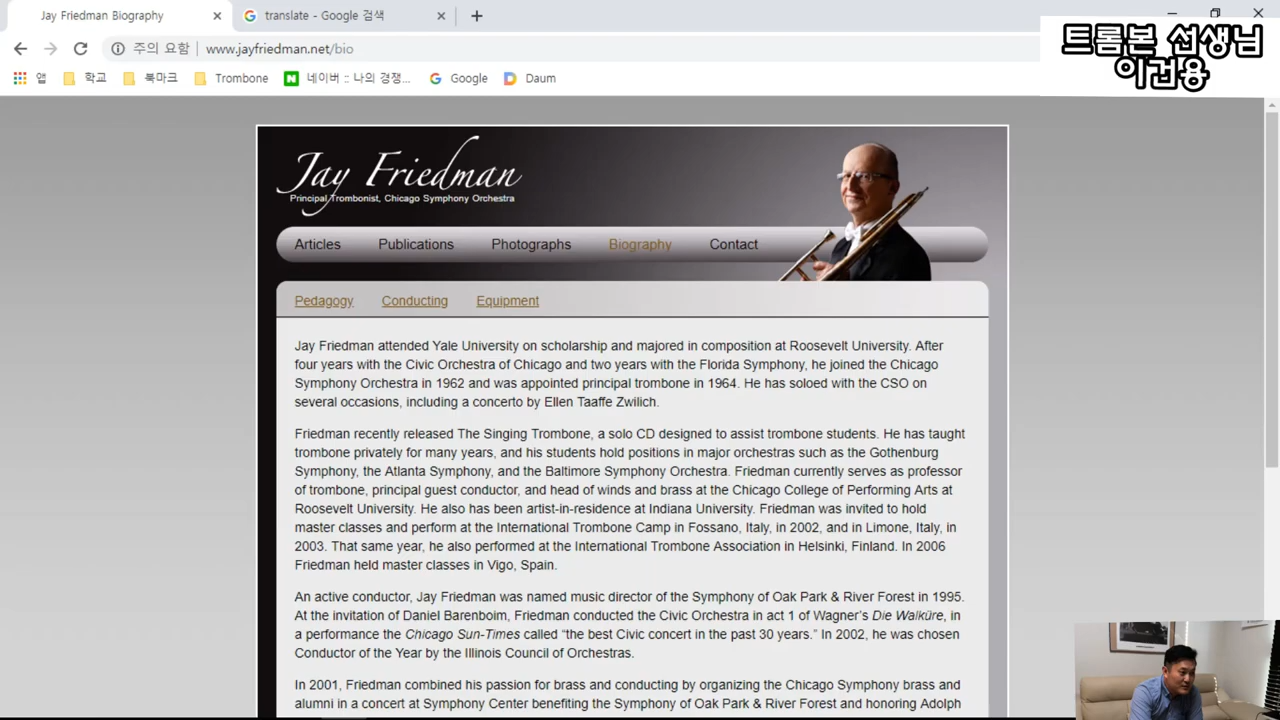 Jay Friedman Biography
translate - Google 검색
트롬본 선생님
이건용
주의 요함
www.jayfriedman.net/bio
앱
학교
북마크
Trombone
네이버 :: 나의 경쟁...
Google
Daum
Jay Friedman
Principal Trombonist, Chicago Symphony Orchestra
Articles
Publications
Photographs
Biography
Contact
Pedagogy
Conducting
Equipment
Jay Friedman attended Yale University on scholarship and majored in composition at Roosevelt University. After
four years with the Civic Orchestra of Chicago and two years with the Florida Symphony, he joined the Chicago
Symphony Orchestra in 1962 and was appointed principal trombone in 1964. He has soloed with the CSO on
several occasions, including a concerto by Ellen Taaffe Zwilich.
Friedman recently released The Singing Trombone, a solo CD designed to assist trombone students. He has taught
trombone privately for many years, and his students hold positions in major orchestras such as the Gothenburg
Symphony, the Atlanta Symphony, and the Baltimore Symphony Orchestra. Friedman currently serves as professor
of trombone, principal guest conductor, and head of winds and brass at the Chicago College of Performing Arts at
Roosevelt University. He also has been artist-in-residence at Indiana University. Friedman was invited to hold
master classes and perform at the International Trombone Camp in Fossano, Italy, in 2002, and in Limone, Italy, in
2003. That same year, he also performed at the International Trombone Association in Helsinki, Finland. In 2006
Friedman held master classes in Vigo, Spain.
An active conductor, Jay Friedman was named music director of the Symphony of Oak Park & River Forest in 1995.
At the invitation of Daniel Barenboim, Friedman conducted the Civic Orchestra in act 1 of Wagner's Die Walküre, in
a performance the Chicago Sun-Times called “the best Civic concert in the past 30 years.” In 2002, he was chosen
Conductor of the Year by the Illinois Council of Orchestras.
In 2001, Friedman combined his passion for brass and conducting by organizing the Chicago Symphony brass and
alumni in a concert at Symphony Center benefiting the Symphony of Oak Park & River Forest and honoring Adolph